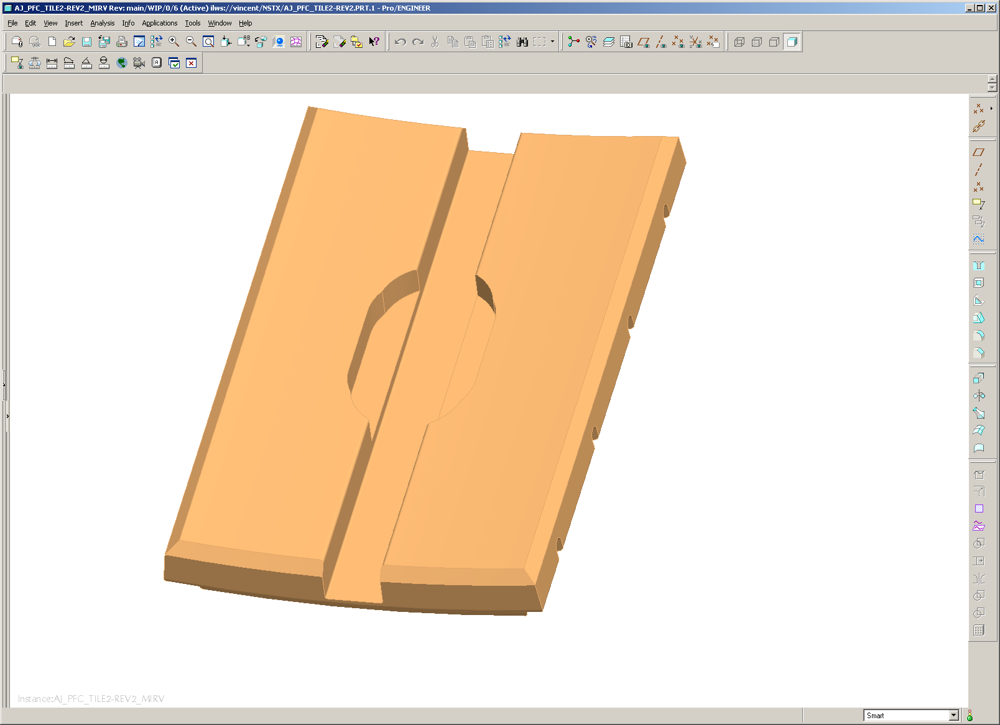 AJ_PFC_TILE2-REV2_MIRV Rev: main/WIP/0/6 (Active) ilws://vincent/NSTX/AJ_PFC_TILE2-REV2.PRT.1 - Pro/ENGINEER
File Edit View Insert Analysis Info Applications Tools Window Help
Instance:AJ_PFC_TILE2-REV2_MIRV
Smart